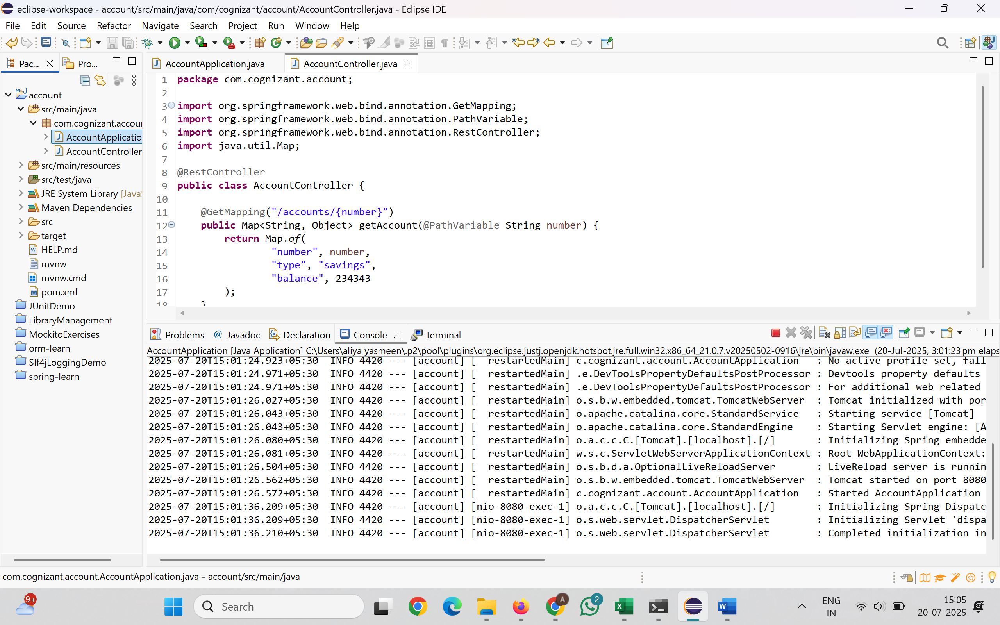 eclipse-workspace - account/src/main/java/com/cognizant/account/AccountController.java - Eclipse IDE
File Edit Source Refactor Navigate Search Project Run Window Help
Pac... Pro...
account
src/main/java
com.cognizant.accour
AccountApplicatio
AccountController
src/main/resources
src/test/java
JRE System Library [Java
Maven Dependencies
src
target
HELP.md
mvnw
mvnw.cmd
pom.xml
JUnitDemo
LibraryManagement
MockitoExercises
orm-learn
Slf4jLoggingDemo
spring-learn
AccountApplication.java AccountController.java
1 package com.cognizant.account;
2
3 import org.springframework.web.bind.annotation.GetMapping;
4 import org.springframework.web.bind.annotation.PathVariable;
5 import org.springframework.web.bind.annotation.RestController;
6 import java.util.Map;
7
8 @RestController
9 public class AccountController {
10
11 @GetMapping("/accounts/{number}")
12 public Map<String, Object> getAccount(@PathVariable String number) {
13 return Map.of(
14 "number", number,
15 "type", "savings",
16 "balance", 234343
17 );
18 }
Problems @ Javadoc Declaration Console Terminal
AccountApplication [Java Application] C:\Users\aliya yasmeen\.p2\pool\plugins\org.eclipse.justj.openjdk.hotspot.jre.full.win32.x86_64_21.0.7.v20250502-0916\jre\bin\javaw.exe (20-Jul-2025, 3:01:23 pm elaps
2025-07-20T15:01:24.923+05:30 INFO 4420 --- [account] [ restartedMain] c.cognizant.account.AccountApplication : No active profile set, fall
2025-07-20T15:01:24.971+05:30 INFO 4420 --- [account] [ restartedMain] .e.DevToolsPropertyDefaultsPostProcessor : Devtools property defaults
2025-07-20T15:01:24.971+05:30 INFO 4420 --- [account] [ restartedMain] .e.DevToolsPropertyDefaultsPostProcessor : For additional web related
2025-07-20T15:01:26.027+05:30 INFO 4420 --- [account] [ restartedMain] o.s.b.w.embedded.tomcat.TomcatWebServer : Tomcat initialized with por
2025-07-20T15:01:26.043+05:30 INFO 4420 --- [account] [ restartedMain] o.apache.catalina.core.StandardService : Starting service [Tomcat]
2025-07-20T15:01:26.043+05:30 INFO 4420 --- [account] [ restartedMain] o.apache.catalina.core.StandardEngine : Starting Servlet engine: [A
2025-07-20T15:01:26.080+05:30 INFO 4420 --- [account] [ restartedMain] o.a.c.c.C.[Tomcat].[localhost].[/] : Initializing Spring embedde
2025-07-20T15:01:26.081+05:30 INFO 4420 --- [account] [ restartedMain] w.s.c.ServletWebServerApplicationContext : Root WebApplicationContext:
2025-07-20T15:01:26.504+05:30 INFO 4420 --- [account] [ restartedMain] o.s.b.d.a.OptionalLiveReloadServer : LiveReload server is runnin
2025-07-20T15:01:26.562+05:30 INFO 4420 --- [account] [ restartedMain] o.s.b.w.embedded.tomcat.TomcatWebServer : Tomcat started on port 8080
2025-07-20T15:01:26.572+05:30 INFO 4420 --- [account] [ restartedMain] c.cognizant.account.AccountApplication : Started AccountApplication
2025-07-20T15:01:36.209+05:30 INFO 4420 --- [account] [nio-8080-exec-1] o.a.c.c.C.[Tomcat].[localhost].[/] : Initializing Spring Dispatc
2025-07-20T15:01:36.209+05:30 INFO 4420 --- [account] [nio-8080-exec-1] o.s.web.servlet.DispatcherServlet : Initializing Servlet 'dispa
2025-07-20T15:01:36.210+05:30 INFO 4420 --- [account] [nio-8080-exec-1] o.s.web.servlet.DispatcherServlet : Completed initialization in
com.cognizant.account.AccountApplication.java - account/src/main/java
9+ Search A 2 ENG 15:05
IN 20-07-2025